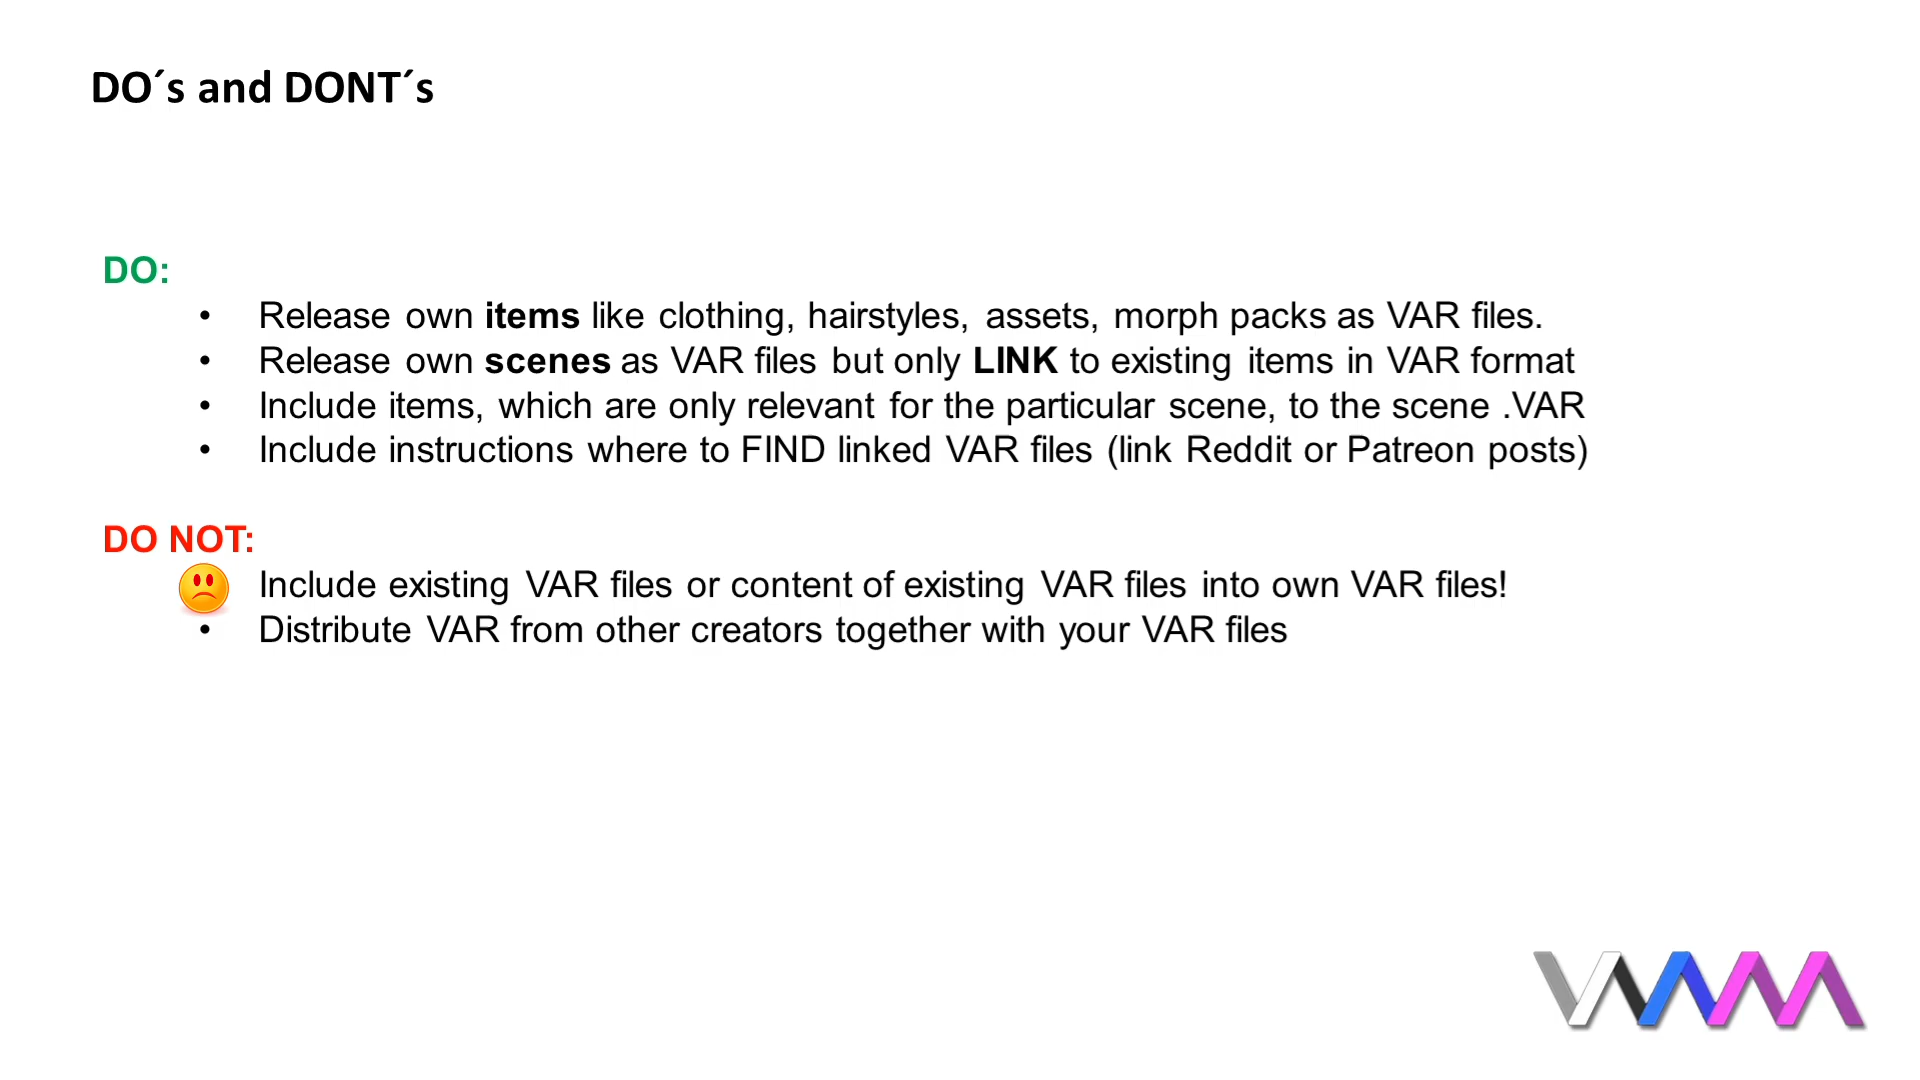 DO´s and DONT´s
DO:
• Release own items like clothing, hairstyles, assets, morph packs as VAR files.
• Release own scenes as VAR files but only LINK to existing items in VAR format
• Include items, which are only relevant for the particular scene, to the scene .VAR
• Include instructions where to FIND linked VAR files (link Reddit or Patreon posts)
DO NOT:
Include existing VAR files or content of existing VAR files into own VAR files!
• Distribute VAR from other creators together with your VAR files
VAM